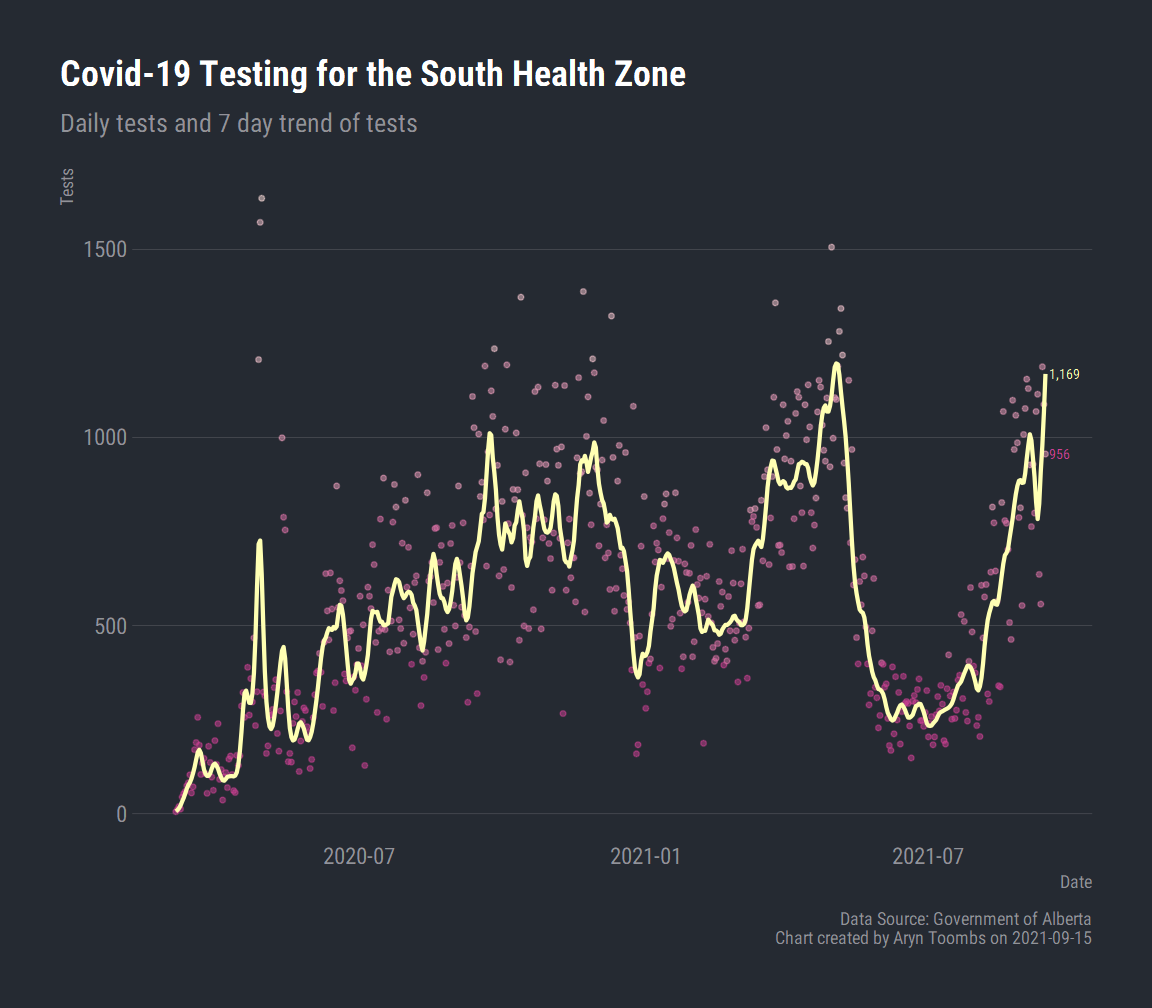 Covid-19 Testing for the South Health Zone
Daily tests and 7 day trend of tests
Tests
1500
1000
500
0
1,169
956
2020-07
2021-01
2021-07
Date
Data Source: Government of Alberta
Chart created by Aryn Toombs on 2021-09-15